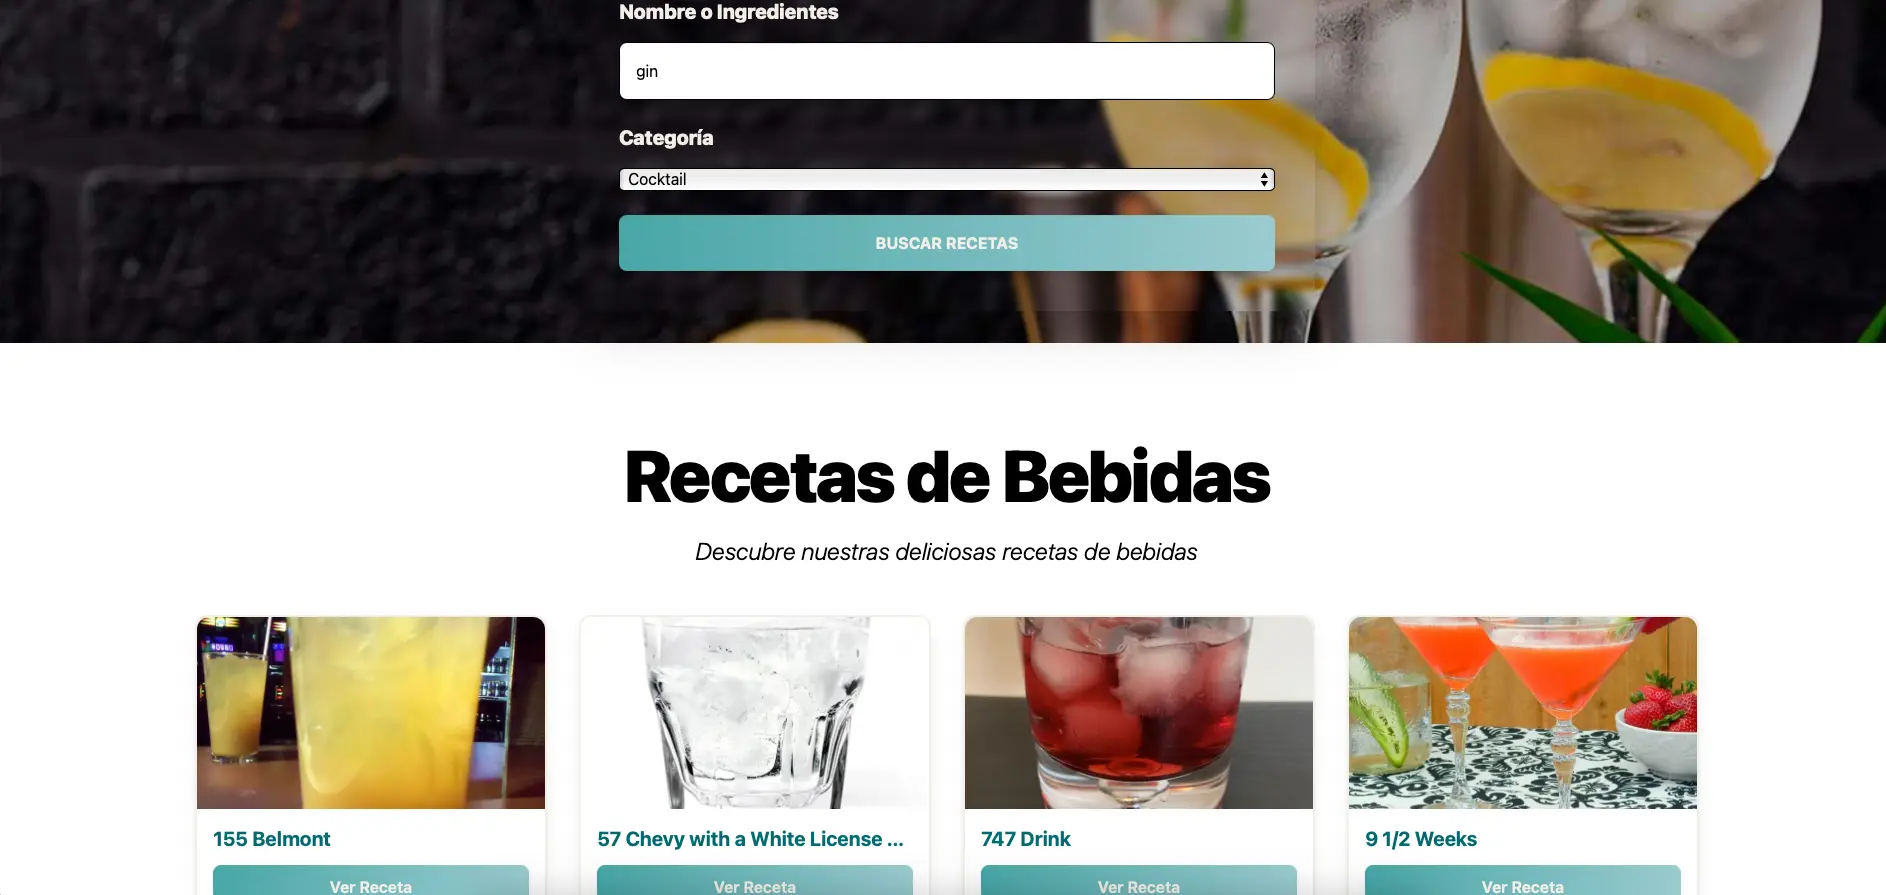 Nombre o Ingredientes
gin
Categoría
Cocktail
BUSCAR RECETAS
Recetas de Bebidas
Descubre nuestras deliciosas recetas de bebidas
155 Belmont
57 Chevy with a White License ...
747 Drink
9 1/2 Weeks
Ver Receta
Ver Receta
Ver Receta
Ver Receta